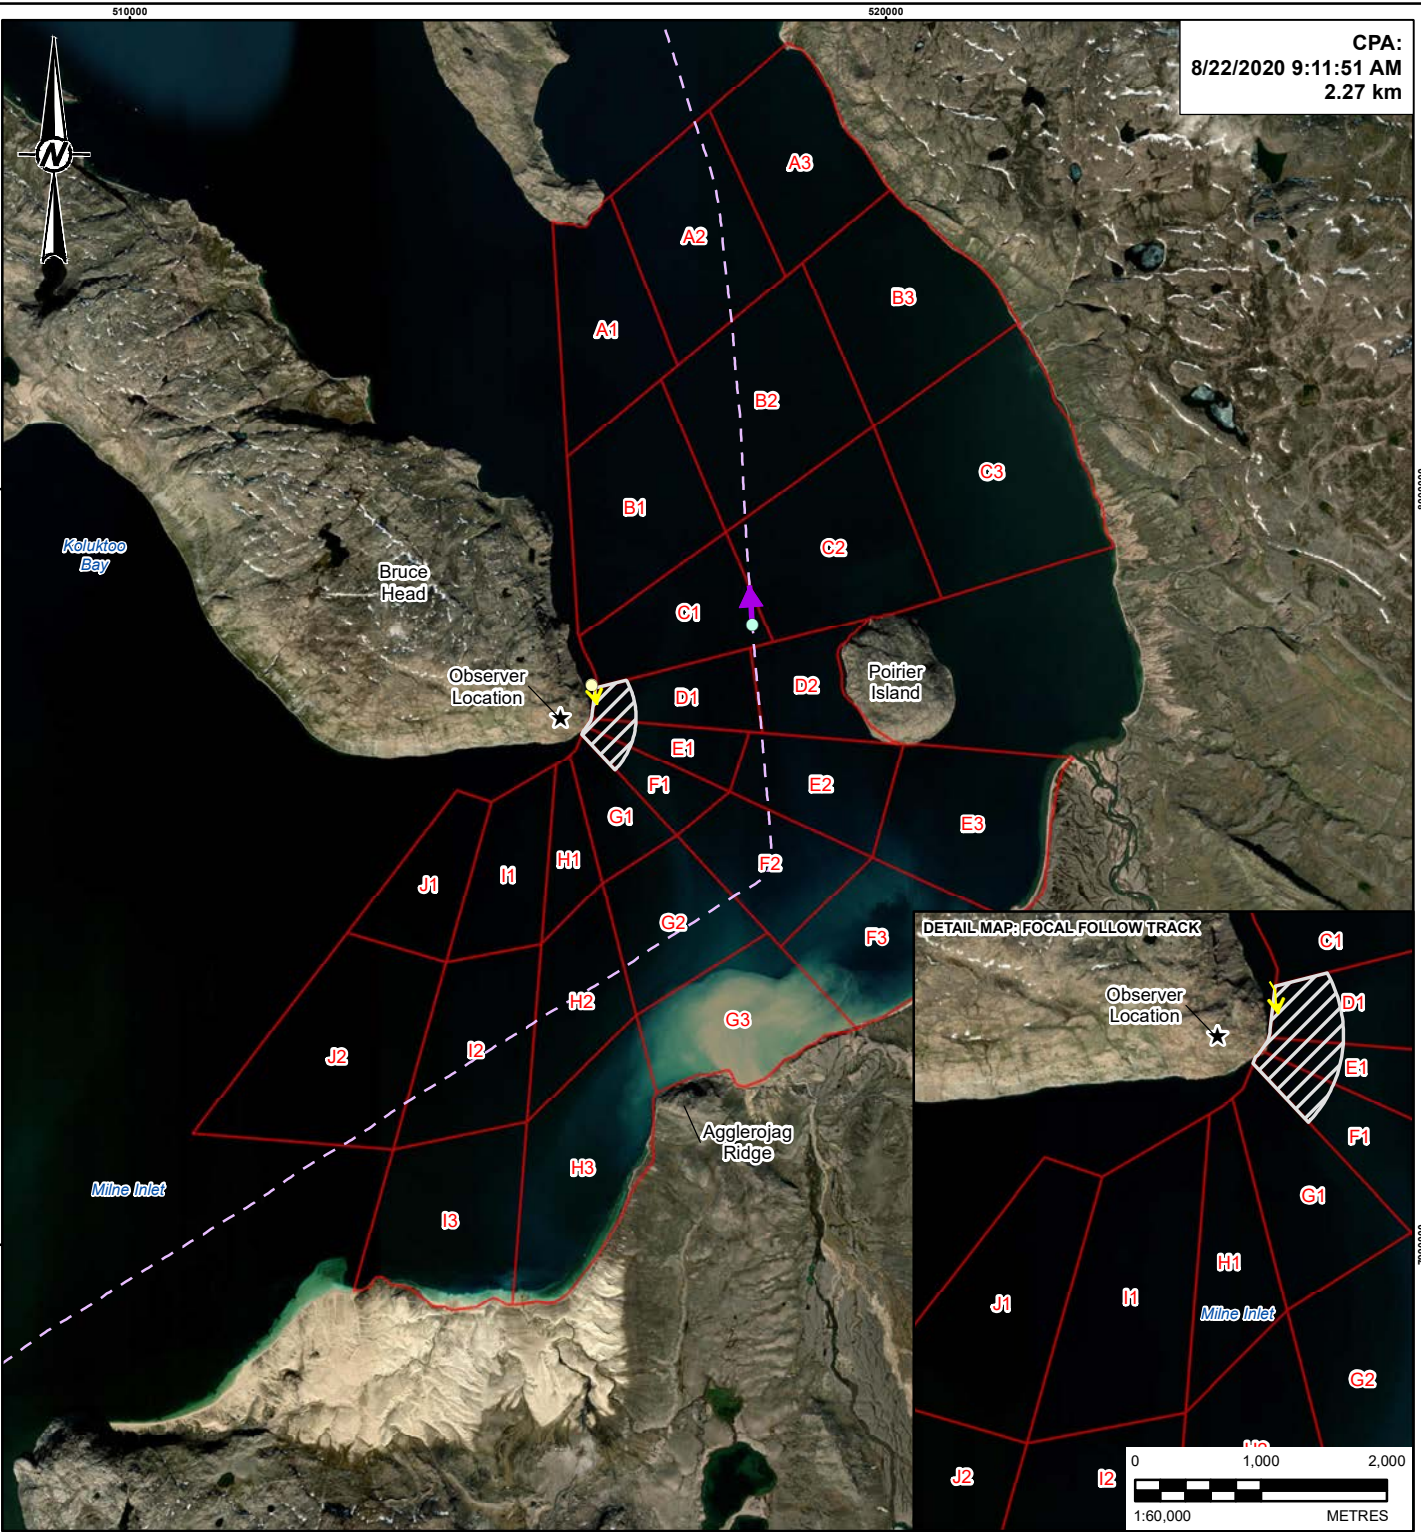 510000
520000
CPA:
8/22/2020 9:11:51 AM
2.27 km
N
A3
A2
B3
A1
B2
C3
B1
C2
Koluktoo
Bay
Bruce
Head
C1
Observer
Location
Poirier
Island
D1
D2
E1
F1
E2
G1
E3
F2
H1
I1
J1
G2
F3
H2
G3
I2
J2
Agglerojag
Ridge
H3
Milne Inlet
I3
DETAIL MAP: FOCAL FOLLOW TRACK
C1
Observer
Location
D1
E1
F1
G1
H1
I1
J1
Milne Inlet
G2
H2
J2
I2
0 1,000 2,000
1:60,000 METRES